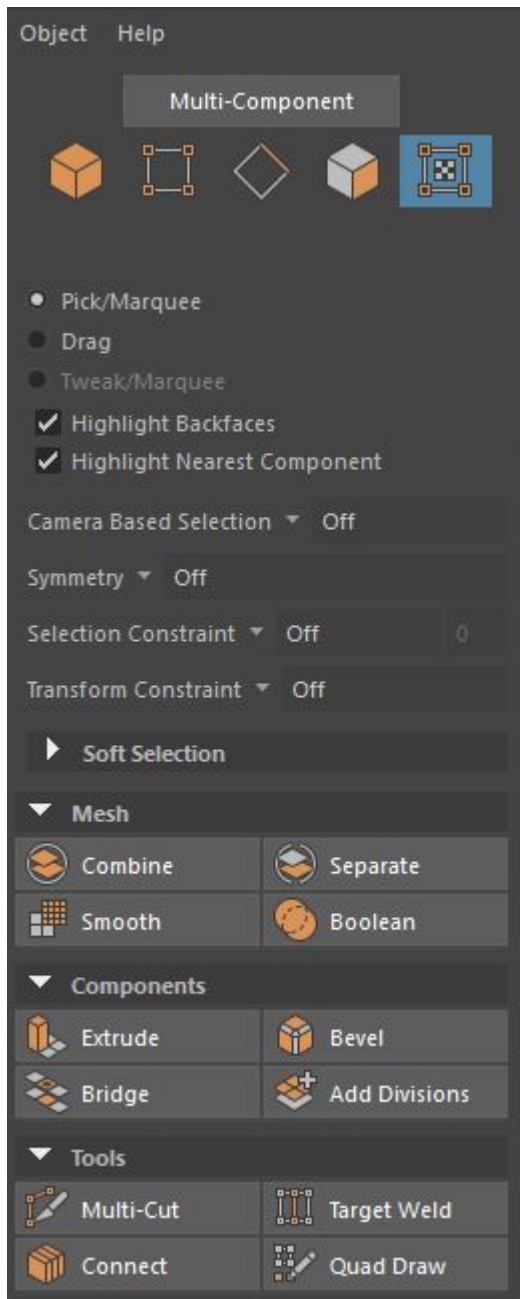 Object Help
Multi-Component
Pick/Marquee
Drag
Tweak/Marquee
Highlight Backfaces
Highlight Nearest Component
Camera Based Selection Off
Symmetry Off
Selection Constraint Off 0
Transform Constraint Off
Soft Selection
Mesh
Combine Separate
Smooth Boolean
Components
Extrude Bevel
Bridge Add Divisions
Tools
Multi-Cut Target Weld
Connect Quad Draw